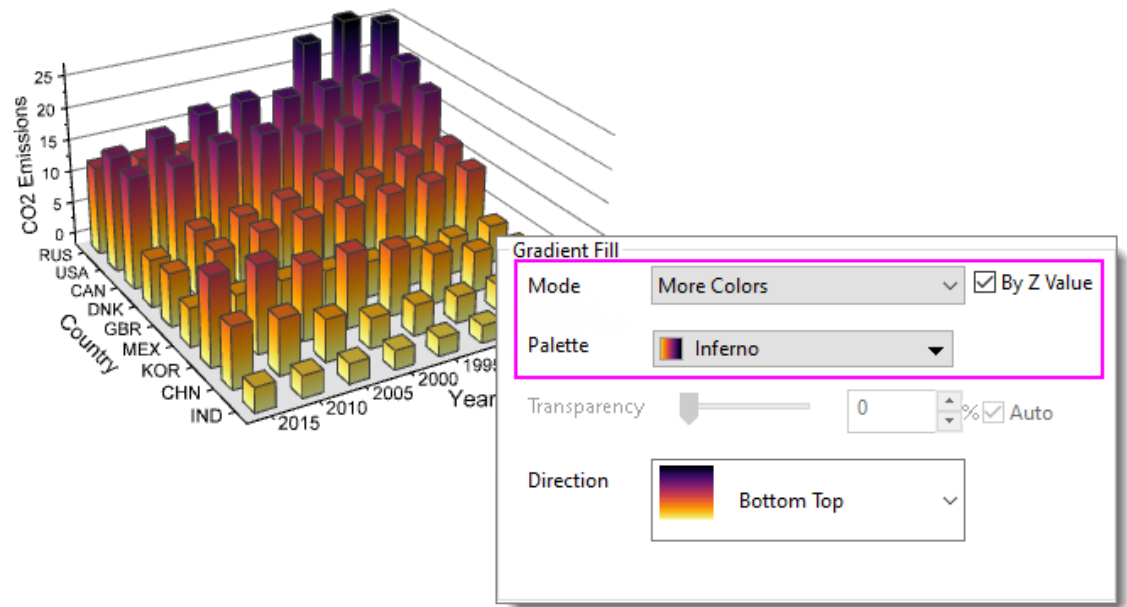 25
20
15
10
5
0
CO2 Emissions
RUS
USA
CAN
DNK
GBR
MEX
KOR
CHN
IND
Country
2015
2010
2005
2000
1995
Year
Gradient Fill
Mode More Colors By Z Value
Palette Inferno
Transparency 0 % Auto
Direction Bottom Top